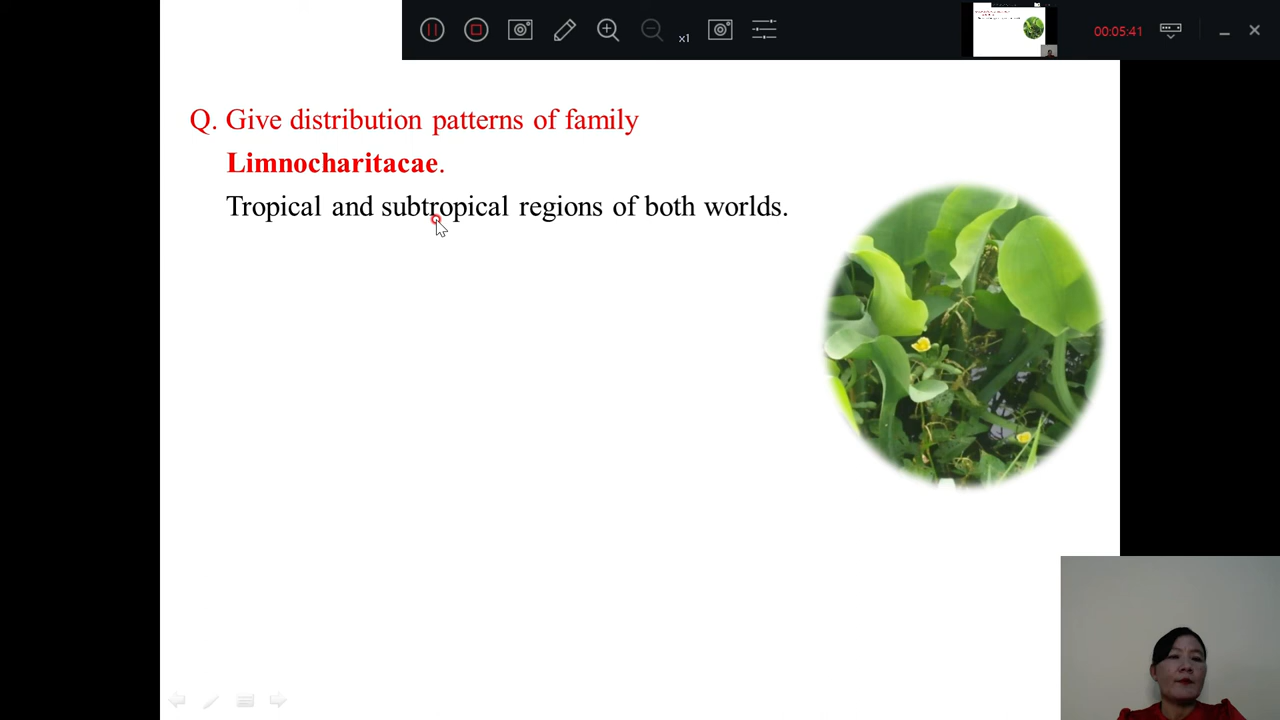 x1
00:05:41
Q. Give distribution patterns of family
Limnocharitacae.
Tropical and subtropical regions of both worlds.